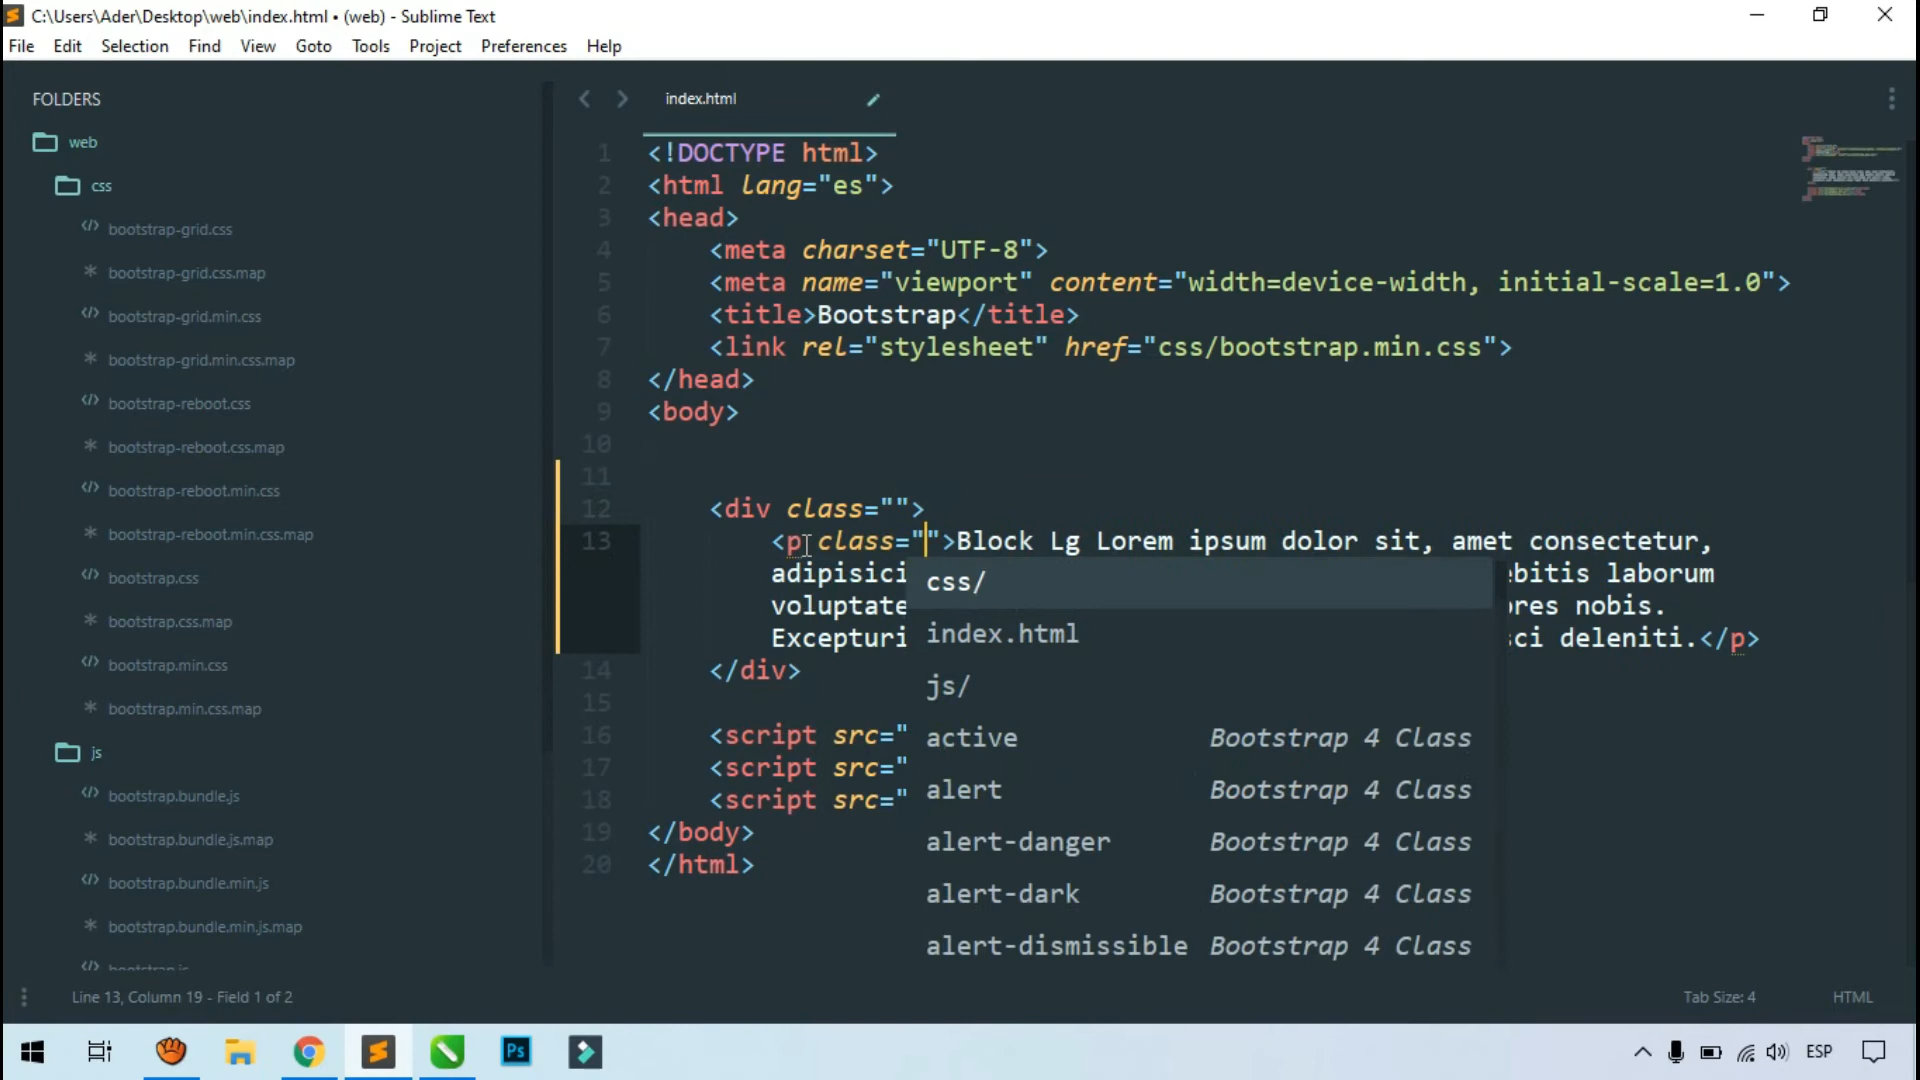 C:\Users\Ader\Desktop\web\index.html • (web) - Sublime Text
File Edit Selection Find View Goto Tools Project Preferences Help
FOLDERS
web
css
bootstrap-grid.css
bootstrap-grid.css.map
bootstrap-grid.min.css
bootstrap-grid.min.css.map
bootstrap-reboot.css
bootstrap-reboot.css.map
bootstrap-reboot.min.css
bootstrap-reboot.min.css.map
bootstrap.css
bootstrap.css.map
bootstrap.min.css
bootstrap.min.css.map
js
bootstrap.bundle.js
bootstrap.bundle.js.map
bootstrap.bundle.min.js
bootstrap.bundle.min.js.map
index.html
1 <!DOCTYPE html>
2 <html lang="es">
3 <head>
4 <meta charset="UTF-8">
5 <meta name="viewport" content="width=device-width, initial-scale=1.0">
6 <title>Bootstrap</title>
7 <link rel="stylesheet" href="css/bootstrap.min.css">
8 </head>
9 <body>
10
11
12 <div class="">
13 <p class="">Block Lg Lorem ipsum dolor sit, amet consectetur,
adipisici ebitis laborum
voluptate res nobis.
Excepturi sci deleniti.</p>
14 </div>
15
16 <script src="
17 <script src="
18 <script src="
19 </body>
20 </html>
css/
index.html
js/
active Bootstrap 4 Class
alert Bootstrap 4 Class
alert-danger Bootstrap 4 Class
alert-dark Bootstrap 4 Class
alert-dismissible Bootstrap 4 Class
Line 13, Column 19 - Field 1 of 2
Tab Size: 4
HTML
Ps
ESP